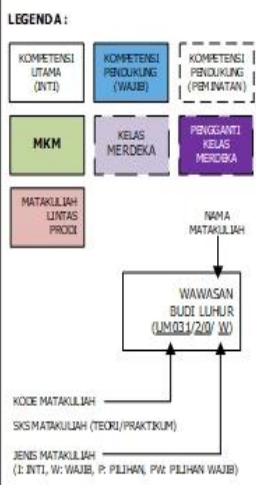 LEGENDA :
KOMPETENSI
UTAMA
(INTI)
KOMPETENSI
PENDUKUNG
(WAJIB)
KOMPETENSI
PENDUKUNG
(PEMINATAN)
MKM
KELAS
MERDEKA
PENGGANTI
KELAS
MERDEKA
MATAKULIAH
LINTAS
PRODI
NAMA
MATAKULIAH
WAWASAN
BUDI LUHUR
(UM031/2/0/ W)
KODE MATAKULIAH
SKS MATAKULIAH (TEORI/PRAKTIKUM)
JENIS MATAKULIAH
(I: INTI, W: WAJIB, P: PILIHAN, PW: PILIHAN WAJIB)